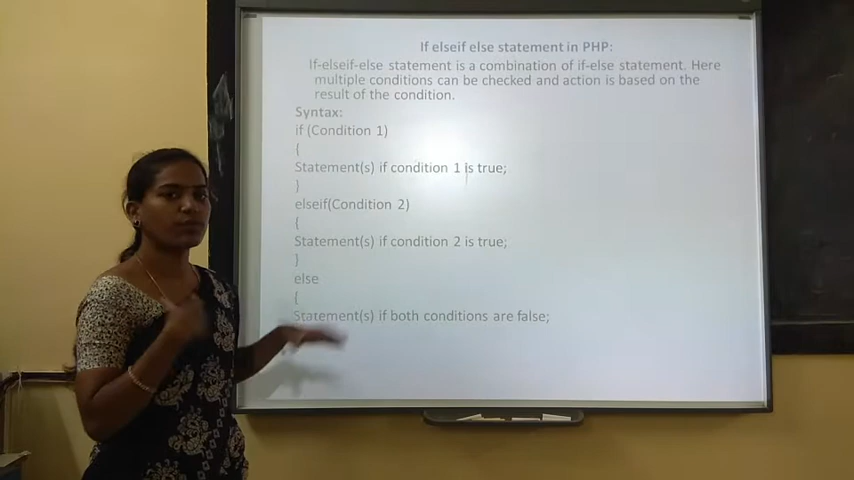 If elseif else statement in PHP:
If-elseif-else statement is a combination of if-else statement. Here
multiple conditions can be checked and action is based on the
result of the condition.
Syntax:
if (Condition 1)
{
Statement(s) if condition 1 is true;
}
elseif(Condition 2)
{
Statement(s) if condition 2 is true;
}
else
{
Statement(s) if both conditions are false;